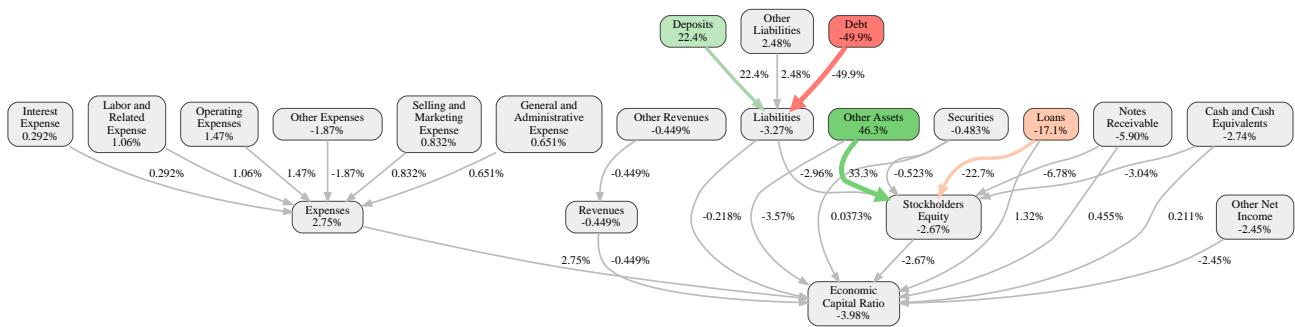 Deposits
22.4%
Other
Liabilities
2.48%
Debt
-49.9%
22.4%
2.48%
-49.9%
Interest
Expense
0.292%
Labor and
Related
Expense
1.06%
Operating
Expenses
1.47%
Other Expenses
-1.87%
Selling and
Marketing
Expense
0.832%
General and
Administrative
Expense
0.651%
Other Revenues
-0.449%
Liabilities
-3.27%
Other Assets
46.3%
Securities
-0.483%
Loans
-17.1%
Notes
Receivable
-5.90%
Cash and Cash
Equivalents
-2.74%
0.292%
1.06%
1.47%
-1.87%
0.832%
0.651%
-0.449%
-2.96%
33.3%
-0.523%
-22.7%
-6.78%
-3.04%
Expenses
2.75%
Revenues
-0.449%
-0.218%
-3.57%
0.0373%
Stockholders
Equity
-2.67%
1.32%
0.455%
0.211%
Other Net
Income
-2.45%
2.75%
-0.449%
-2.67%
-2.45%
Economic
Capital Ratio
-3.98%